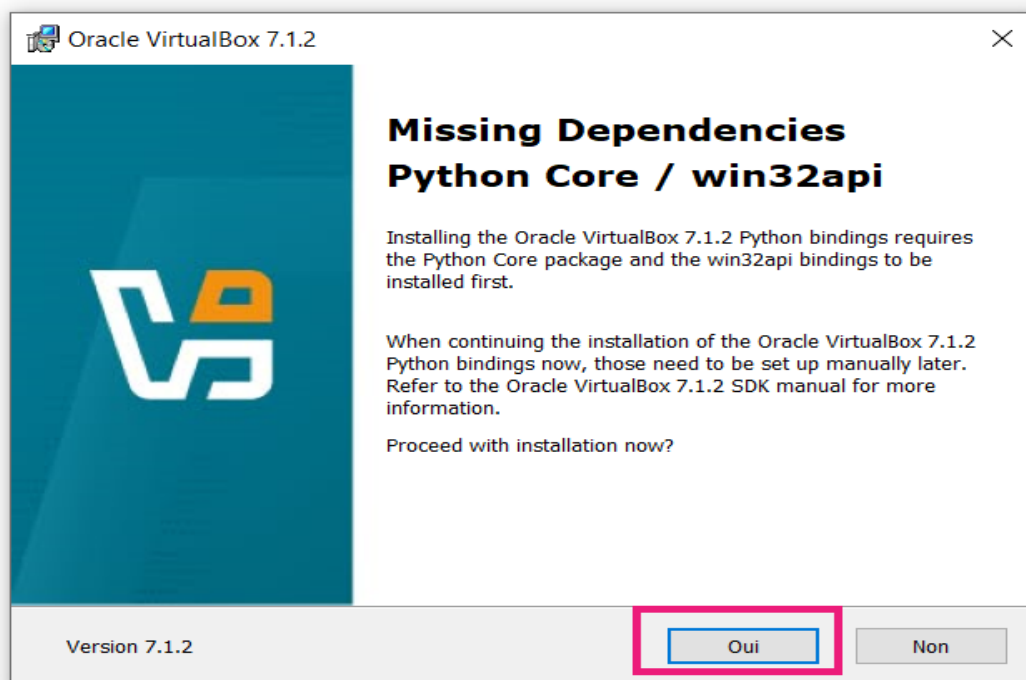 Oracle VirtualBox 7.1.2
Missing Dependencies
Python Core / win32api
Installing the Oracle VirtualBox 7.1.2 Python bindings requires
the Python Core package and the win32api bindings to be
installed first.
When continuing the installation of the Oracle VirtualBox 7.1.2
Python bindings now, those need to be set up manually later.
Refer to the Oracle VirtualBox 7.1.2 SDK manual for more
information.
Proceed with installation now?
Version 7.1.2
Oui
Non